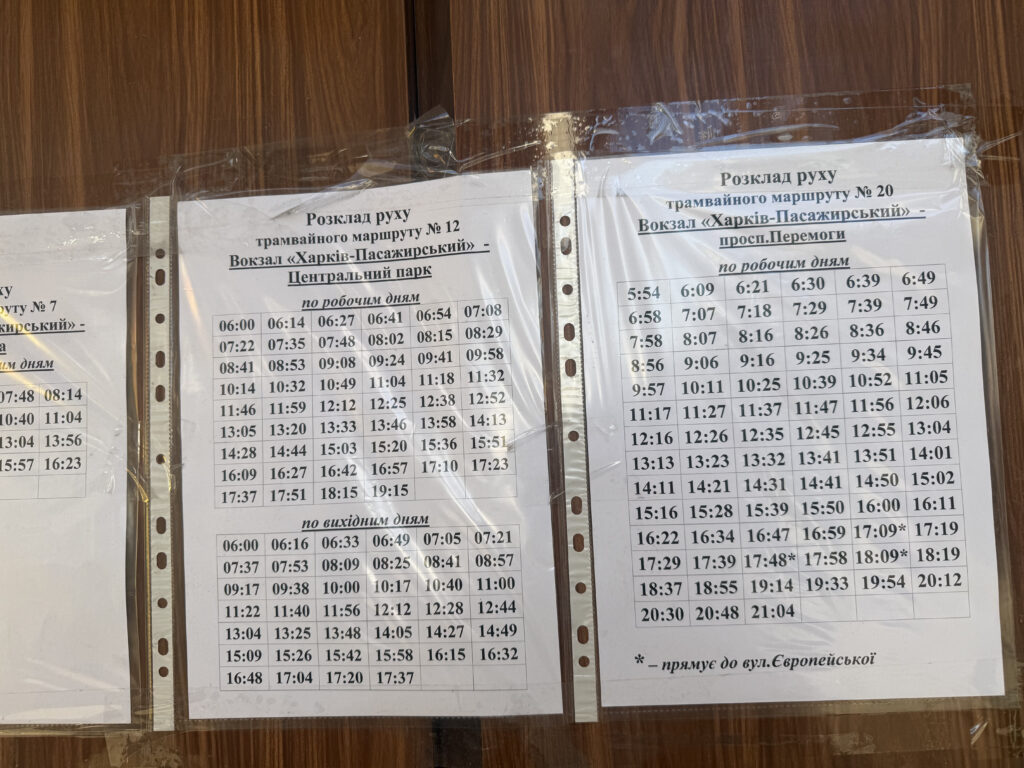 ху
руту № 7
жирський» -
а
им дням
07:48 08:14
10:40 11:04
13:04 13:56
15:57 16:23
Розклад руху
трамвайного маршруту № 12
Вокзал «Харків-Пасажирський» -
Центральний парк
по робочим дням
06:00 06:14 06:27 06:41 06:54 07:08
07:22 07:35 07:48 08:02 08:15 08:29
08:41 08:53 09:08 09:24 09:41 09:58
10:14 10:32 10:49 11:04 11:18 11:32
11:46 11:59 12:12 12:25 12:38 12:52
13:05 13:20 13:33 13:46 13:58 14:13
14:28 14:44 15:03 15:20 15:36 15:51
16:09 16:27 16:42 16:57 17:10 17:23
17:37 17:51 18:15 19:15
по вихідним дням
06:00 06:16 06:33 06:49 07:05 07:21
07:37 07:53 08:09 08:25 08:41 08:57
09:17 09:38 10:00 10:17 10:40 11:00
11:22 11:40 11:56 12:12 12:28 12:44
13:04 13:25 13:48 14:05 14:27 14:49
15:09 15:26 15:42 15:58 16:15 16:32
16:48 17:04 17:20 17:37
Розклад руху
трамвайного маршруту № 20
Вокзал «Харків-Пасажирський» -
просп.Перемоги
по робочим дням
5:54 6:09 6:21 6:30 6:39 6:49
6:58 7:07 7:18 7:29 7:39 7:49
7:58 8:07 8:16 8:26 8:36 8:46
8:56 9:06 9:16 9:25 9:34 9:45
9:57 10:11 10:25 10:39 10:52 11:05
11:17 11:27 11:37 11:47 11:56 12:06
12:16 12:26 12:35 12:45 12:55 13:04
13:13 13:23 13:32 13:41 13:51 14:01
14:11 14:21 14:31 14:41 14:50 15:02
15:16 15:28 15:39 15:50 16:00 16:11
16:22 16:34 16:47 16:59 17:09* 17:19
17:29 17:39 17:48* 17:58 18:09* 18:19
18:37 18:55 19:14 19:33 19:54 20:12
20:30 20:48 21:04
* – прямує до вул.Європейської